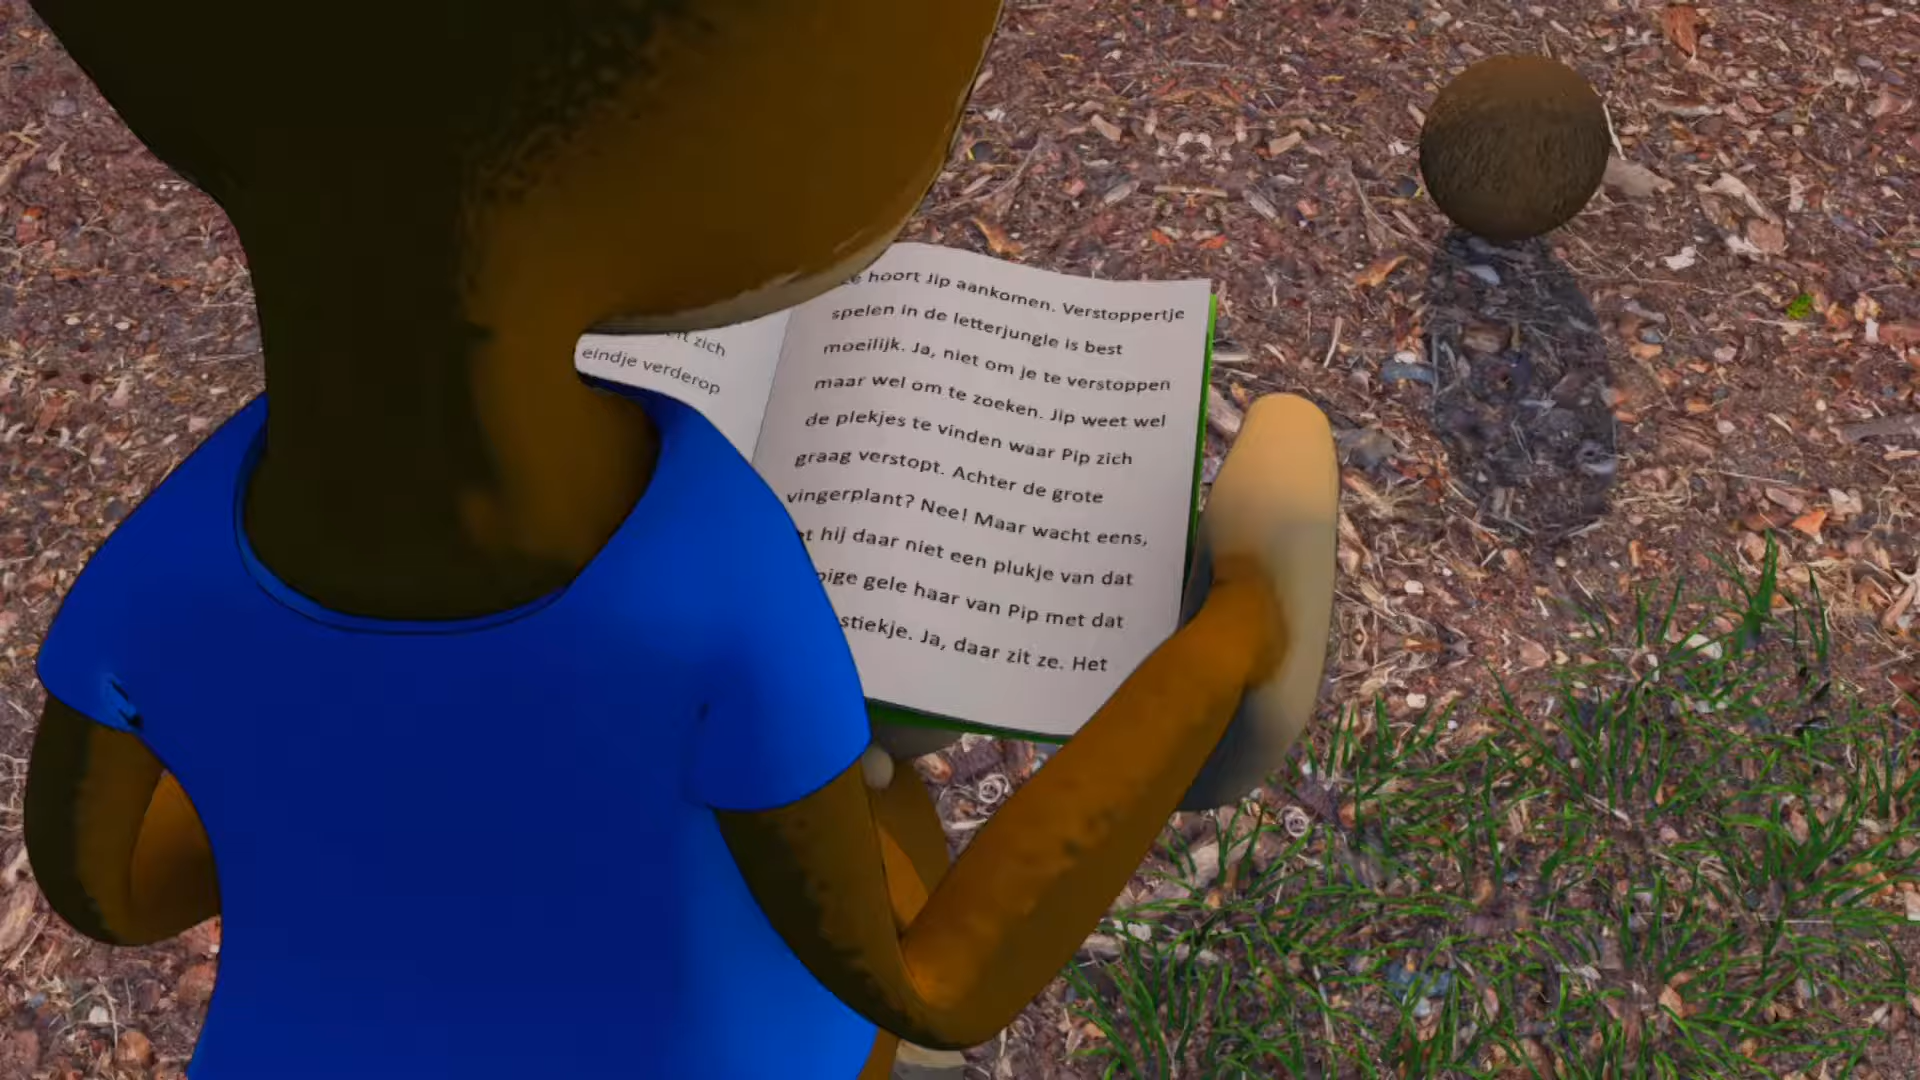 zich
eindje verderop
hoort Jip aankomen. Verstoppertje
spelen in de letterjungle is best
moeilijk. Ja, niet om je te verstoppen
maar wel om te zoeken. Jip weet wel
de plekjes te vinden waar Pip zich
graag verstopt. Achter de grote
vingerplant? Nee! Maar wacht eens,
hij daar niet een plukje van dat
gele haar van Pip met dat
stiekje. Ja, daar zit ze. Het